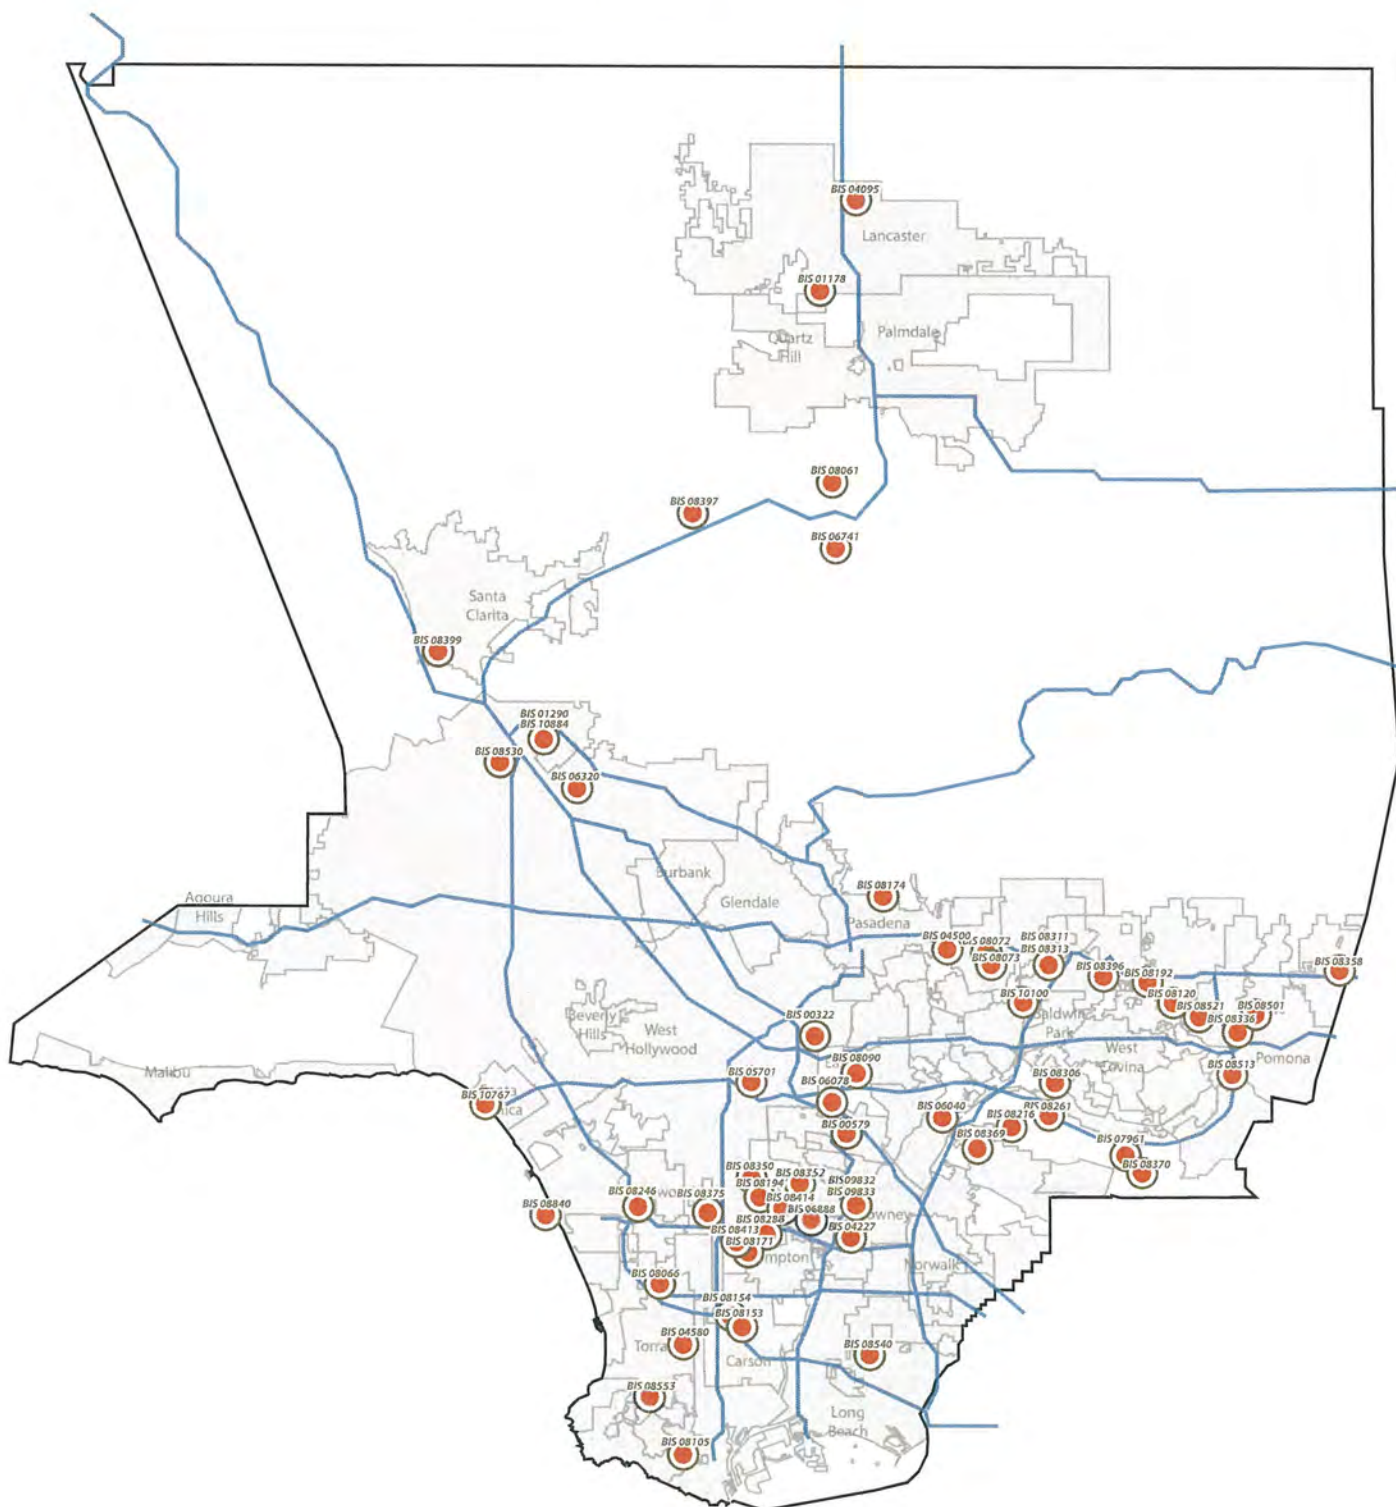 BIS 04095
Lancaster
BIS 01178
Quartz
Hill
Palmdale
BIS 08061
BIS 08397
BIS 06741
Santa
Clarita
BIS 08399
BIS 01290
BIS 10884
BIS 08530
BIS 06320
Burbank
Glendale
BIS 08174
Pasadena
Agoura
Hills
BIS 04500
BIS 08072
BIS 08073
BIS 08311
BIS 08313
BIS 08396
BIS 08192
BIS 08358
BIS 10100
Baldwin
Park
BIS 08120
BIS 08521
BIS 08501
BIS 08336
Pomona
Beverly
Hills
West
Hollywood
BIS 00322
West
Covina
Malibu
BIS 05701
BIS 08090
BIS 06078
BIS 08306
BIS 08513
BIS 10767
BIS 00579
BIS 06040
BIS 08216
BIS 08261
BIS 08369
BIS 07961
BIS 08370
BIS 08350
BIS 08194
BIS 08352
BIS 09832
BIS 09833
BIS 08840
BIS 08246
BIS 08375
BIS 08414
BIS 06888
BIS 08413
BIS 08171
BIS 04227
Norwalk
BIS 08066
BIS 08154
BIS 08153
BIS 04580
Carson
BIS 08540
BIS 08553
Long
Beach
BIS 08105